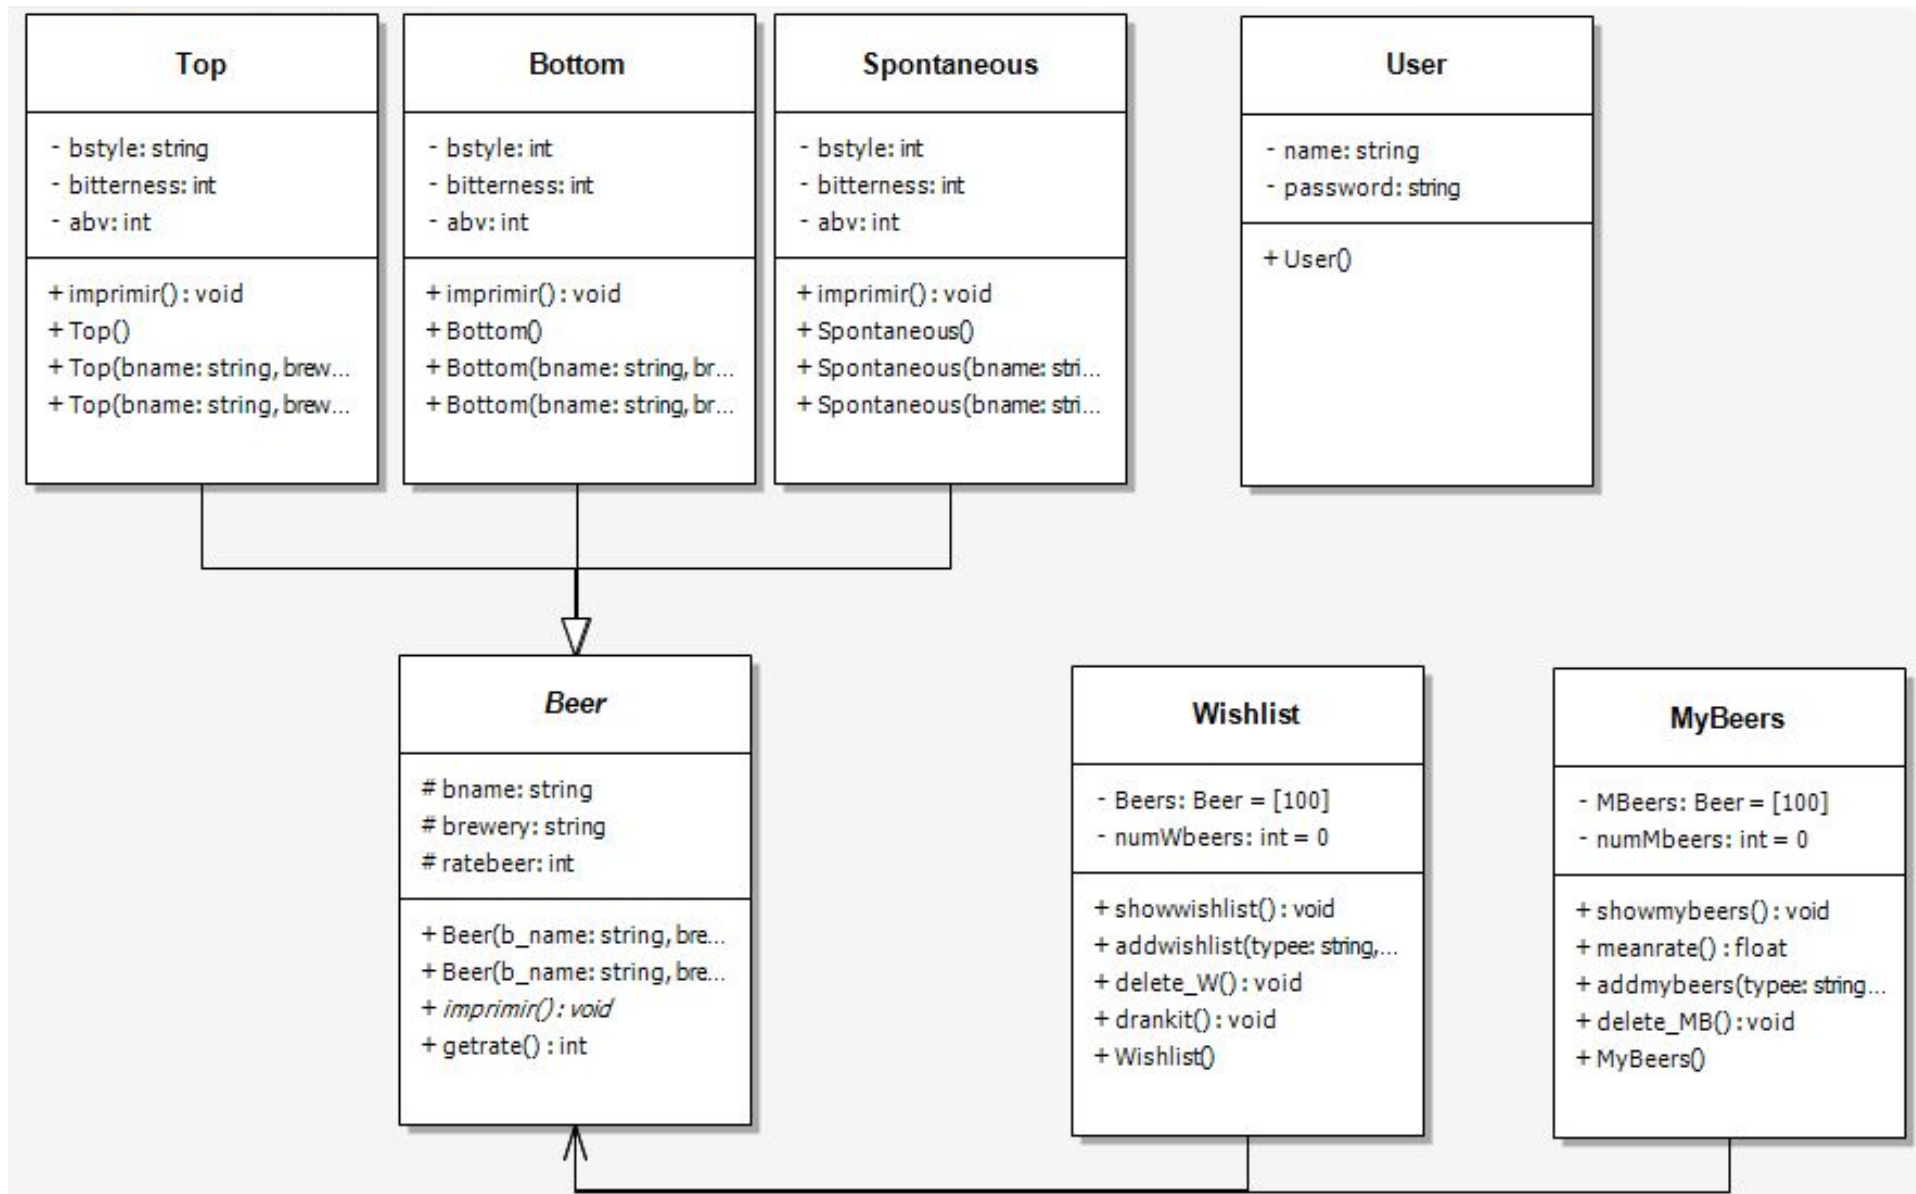 Top
- bstyle: string
- bitterness: int
- abv: int
+ imprimir() : void
+ Top()
+ Top(bname: string, brew...
+ Top(bname: string, brew...
Bottom
- bstyle: int
- bitterness: int
- abv: int
+ imprimir() : void
+ Bottom()
+ Bottom(bname: string, br...
+ Bottom(bname: string, br...
Spontaneous
- bstyle: int
- bitterness: int
- abv: int
+ imprimir() : void
+ Spontaneous()
+ Spontaneous(bname: stri...
+ Spontaneous(bname: stri...
User
- name: string
- password: string
+ User()
Beer
# bname: string
# brewery: string
# ratebeer: int
+ Beer(b_name: string, bre...
+ Beer(b_name: string, bre...
+ imprimir() : void
+ getrate() : int
Wishlist
- Beers: Beer = [100]
- numWbeers: int = 0
+ showwishlist() : void
+ addwishlist(typee: string,...
+ delete_W() : void
+ drankit() : void
+ Wishlist()
MyBeers
- MBeers: Beer = [100]
- numMbeers: int = 0
+ showmybeers() : void
+ meanrate() : float
+ addmybeers(typee: string...
+ delete_MB() : void
+ MyBeers()